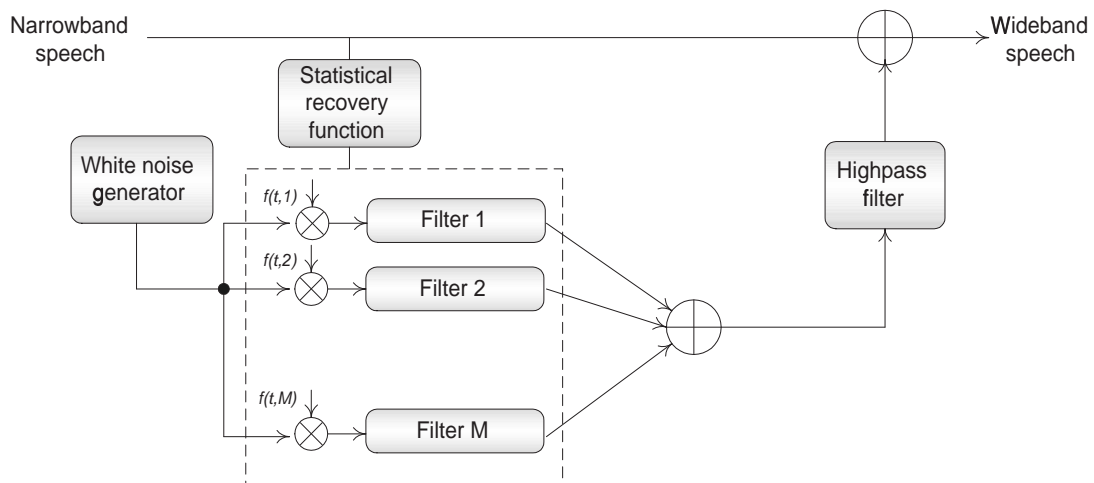 Narrowband
speech
Wideband
speech
Statistical
recovery
function
White noise
generator
Highpass
filter
f(t,1)
Filter 1
f(t,2)
Filter 2
f(t,M)
Filter M